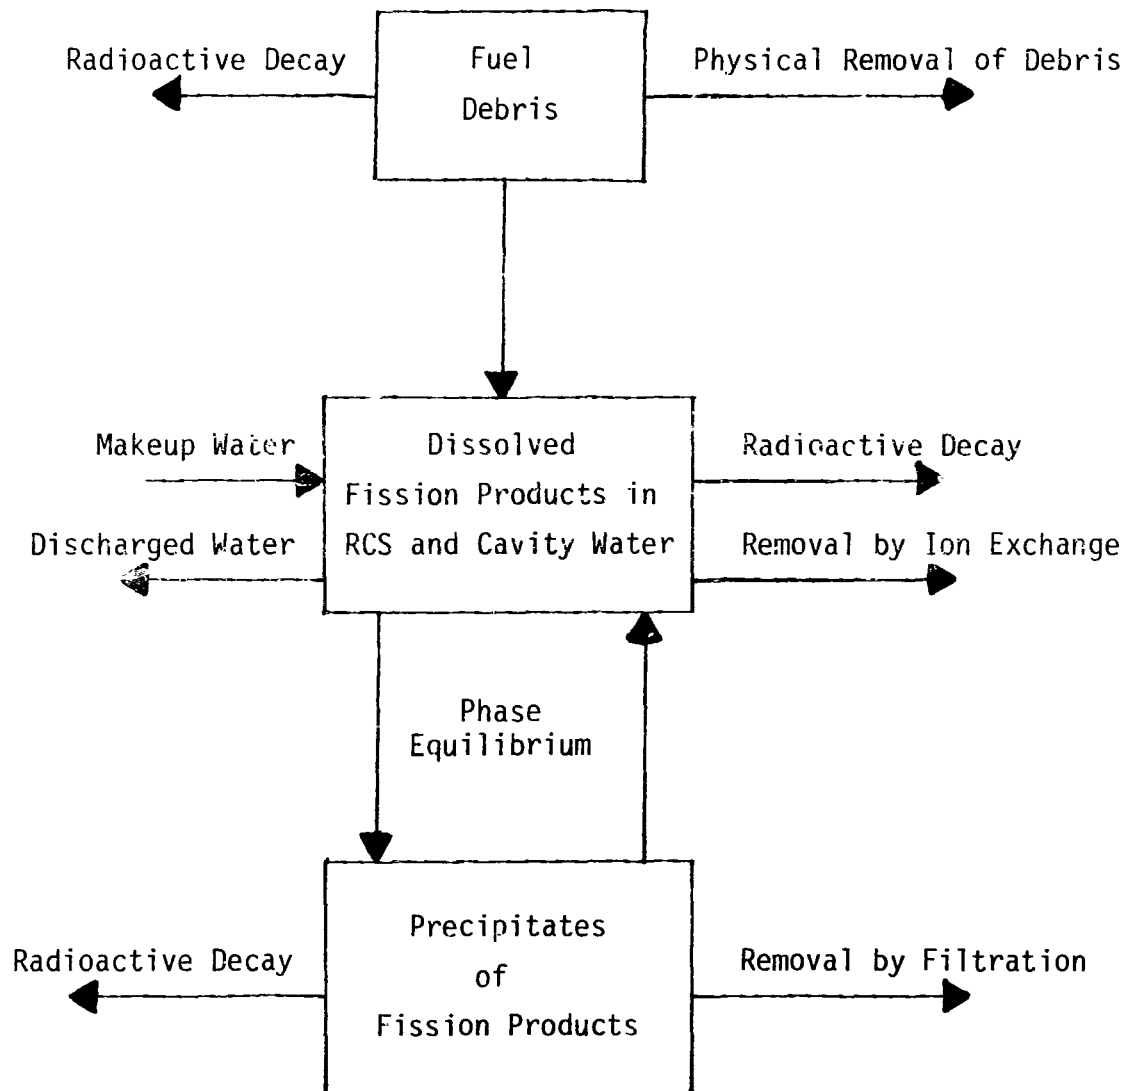 Radioactive Decay
Fuel
Debris
Physical Removal of Debris
Makeup Water
Discharged Water
Dissolved
Fission Products in
RCS and Cavity Water
Radioactive Decay
Removal by Ion Exchange
Phase
Equilibrium
Radioactive Decay
Precipitates
of
Fission Products
Removal by Filtration